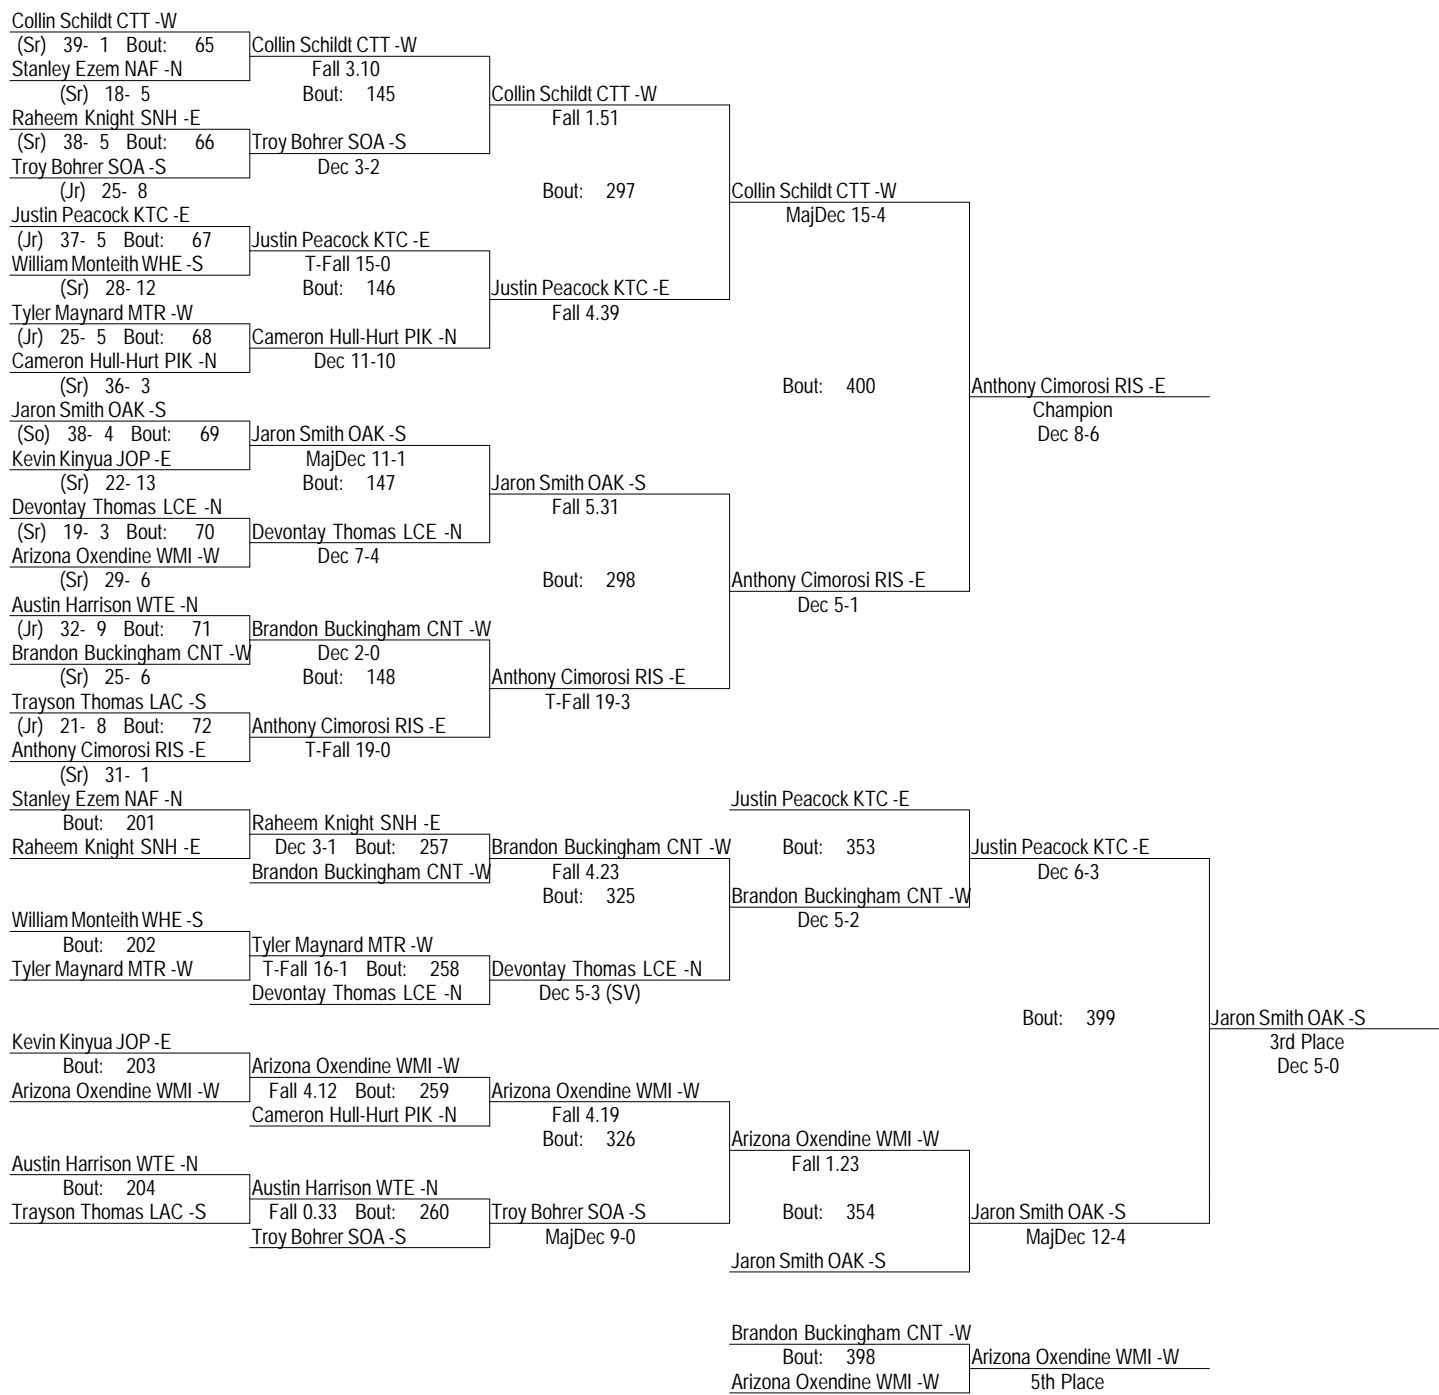 Collin Schildt CTT -W
(Sr) 39- 1 Bout: 65 Collin Schildt CTT -W
Stanley Ezem NAF -N Fall 3.10
(Sr) 18- 5 Bout: 145 Collin Schildt CTT -W
Raheem Knight SNH -E Fall 1.51
(Sr) 38- 5 Bout: 66 Troy Bohrer SOA -S
Troy Bohrer SOA -S Dec 3-2
(Jr) 25- 8 Bout: 297 Collin Schildt CTT -W
Justin Peacock KTC -E MajDec 15-4
(Jr) 37- 5 Bout: 67 Justin Peacock KTC -E
William Monteith WHE -S T-Fall 15-0
(Sr) 28- 12 Bout: 146 Justin Peacock KTC -E
Tyler Maynard MTR -W Fall 4.39
(Jr) 25- 5 Bout: 68 Cameron Hull-Hurt PIK -N
Cameron Hull-Hurt PIK -N Dec 11-10
(Sr) 36- 3 Bout: 400 Anthony Cimorosi RIS -E
Jaron Smith OAK -S Champion
(So) 38- 4 Bout: 69 Jaron Smith OAK -S Dec 8-6
Kevin Kinyua JOP -E MajDec 11-1
(Sr) 22- 13 Bout: 147 Jaron Smith OAK -S
Devontay Thomas LCE -N Fall 5.31
(Sr) 19- 3 Bout: 70 Devontay Thomas LCE -N
Arizona Oxendine WMI -W Dec 7-4
(Sr) 29- 6 Bout: 298 Anthony Cimorosi RIS -E
Austin Harrison WTE -N Dec 5-1
(Jr) 32- 9 Bout: 71 Brandon Buckingham CNT -W
Brandon Buckingham CNT -W Dec 2-0
(Sr) 25- 6 Bout: 148 Anthony Cimorosi RIS -E
Trayson Thomas LAC -S T-Fall 19-3
(Jr) 21- 8 Bout: 72 Anthony Cimorosi RIS -E
Anthony Cimorosi RIS -E T-Fall 19-0
(Sr) 31- 1
Stanley Ezem NAF -N Justin Peacock KTC -E
Bout: 201 Raheem Knight SNH -E
Raheem Knight SNH -E Dec 3-1 Bout: 257 Brandon Buckingham CNT -W Bout: 353 Justin Peacock KTC -E
Brandon Buckingham CNT -W Fall 4.23 Dec 6-3
Bout: 325 Brandon Buckingham CNT -W
William Monteith WHE -S Dec 5-2
Bout: 202 Tyler Maynard MTR -W
Tyler Maynard MTR -W T-Fall 16-1 Bout: 258 Devontay Thomas LCE -N
Devontay Thomas LCE -N Dec 5-3 (SV)
Bout: 399 Jaron Smith OAK -S
Kevin Kinyua JOP -E 3rd Place
Bout: 203 Arizona Oxendine WMI -W Dec 5-0
Arizona Oxendine WMI -W Fall 4.12 Bout: 259 Arizona Oxendine WMI -W
Cameron Hull-Hurt PIK -N Fall 4.19
Bout: 326 Arizona Oxendine WMI -W
Austin Harrison WTE -N Fall 1.23
Bout: 204 Austin Harrison WTE -N
Trayson Thomas LAC -S Fall 0.33 Bout: 260 Troy Bohrer SOA -S Bout: 354 Jaron Smith OAK -S
Troy Bohrer SOA -S MajDec 9-0 MajDec 12-4
Jaron Smith OAK -S
Brandon Buckingham CNT -W
Bout: 398 Arizona Oxendine WMI -W
Arizona Oxendine WMI -W 5th Place